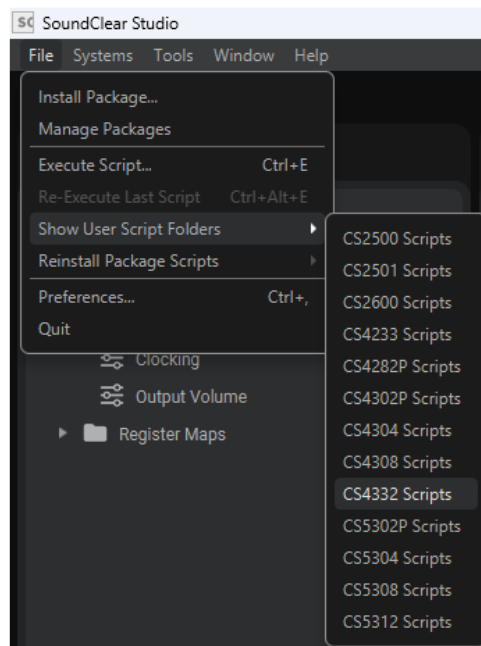 SC SoundClear Studio
File Systems Tools Window Help
Install Package...
Manage Packages
Execute Script... Ctrl+E
Re-Execute Last Script Ctrl+Alt+E
Show User Script Folders
Reinstall Package Scripts
Preferences... Ctrl+,
Quit
CS2500 Scripts
CS2501 Scripts
CS2600 Scripts
CS4233 Scripts
CS4282P Scripts
CS4302P Scripts
CS4304 Scripts
CS4308 Scripts
CS4332 Scripts
CS5302P Scripts
CS5304 Scripts
CS5308 Scripts
CS5312 Scripts
Clocking
Output Volume
Register Maps